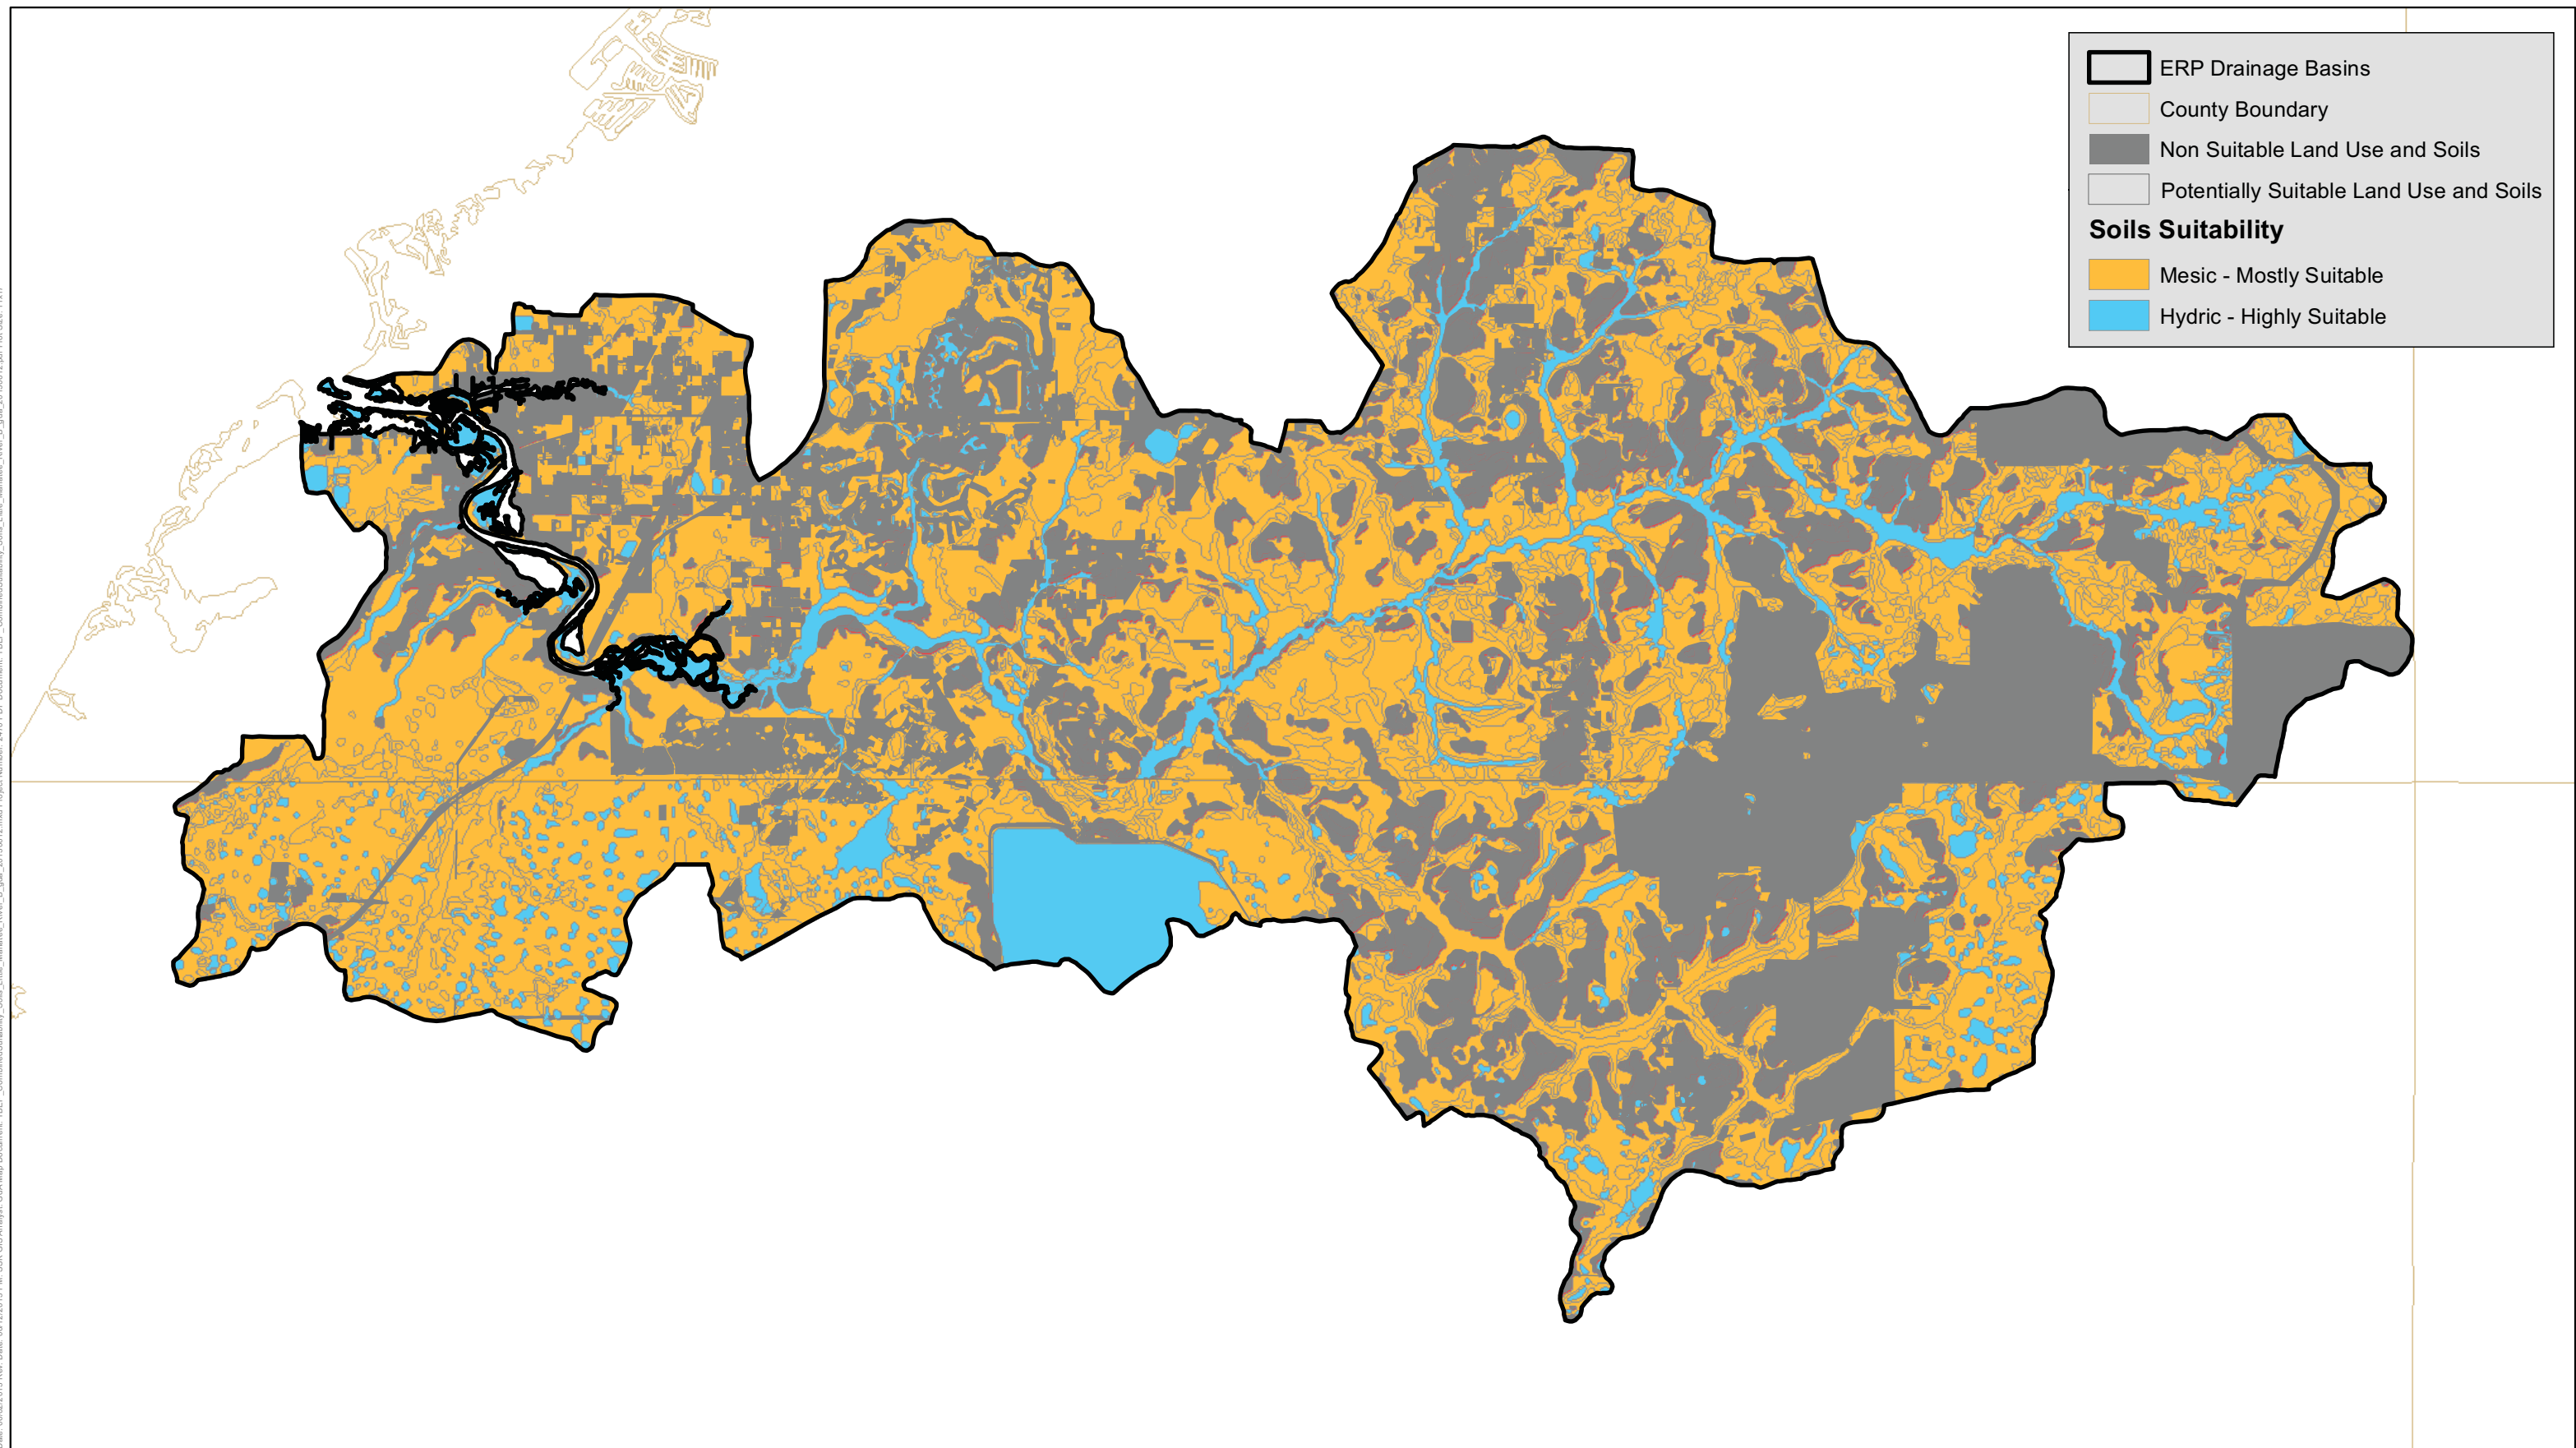 ERP Drainage Basins
County Boundary
Non Suitable Land Use and Soils
Potentially Suitable Land Use and Soils
Soils Suitability
Mesic - Mostly Suitable
Hydric - Highly Suitable